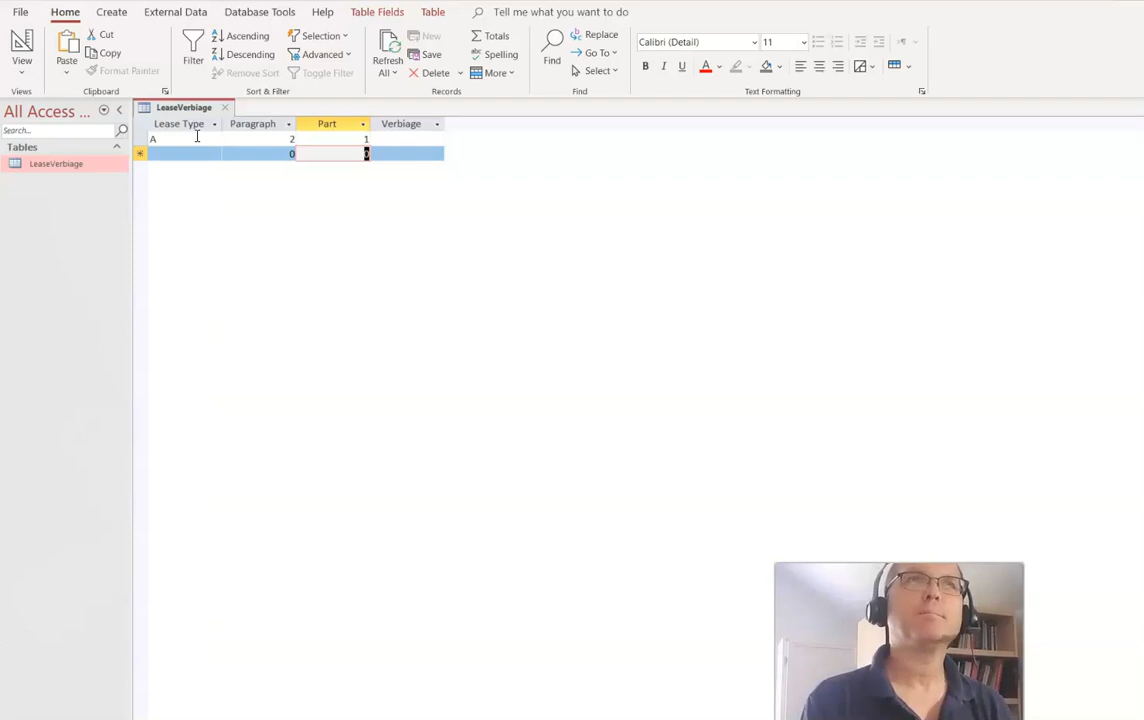 File Home Create External Data Database Tools Help Table Fields Table Tell me what you want to do
View
Views
Paste
Cut
Copy
Format Painter
Clipboard
Filter
Ascending
Descending
Remove Sort
Selection
Advanced
Toggle Filter
Sort & Filter
Refresh
All
New
Save
Delete
Totals
Spelling
More
Records
Find
Replace
Go To
Select
Find
Calibri (Detail) 11
B I U A
Text Formatting
All Access ...
Search...
Tables
LeaseVerbiage
LeaseVerbiage
Lease Type Paragraph Part Verbiage
A 2 1
0 0